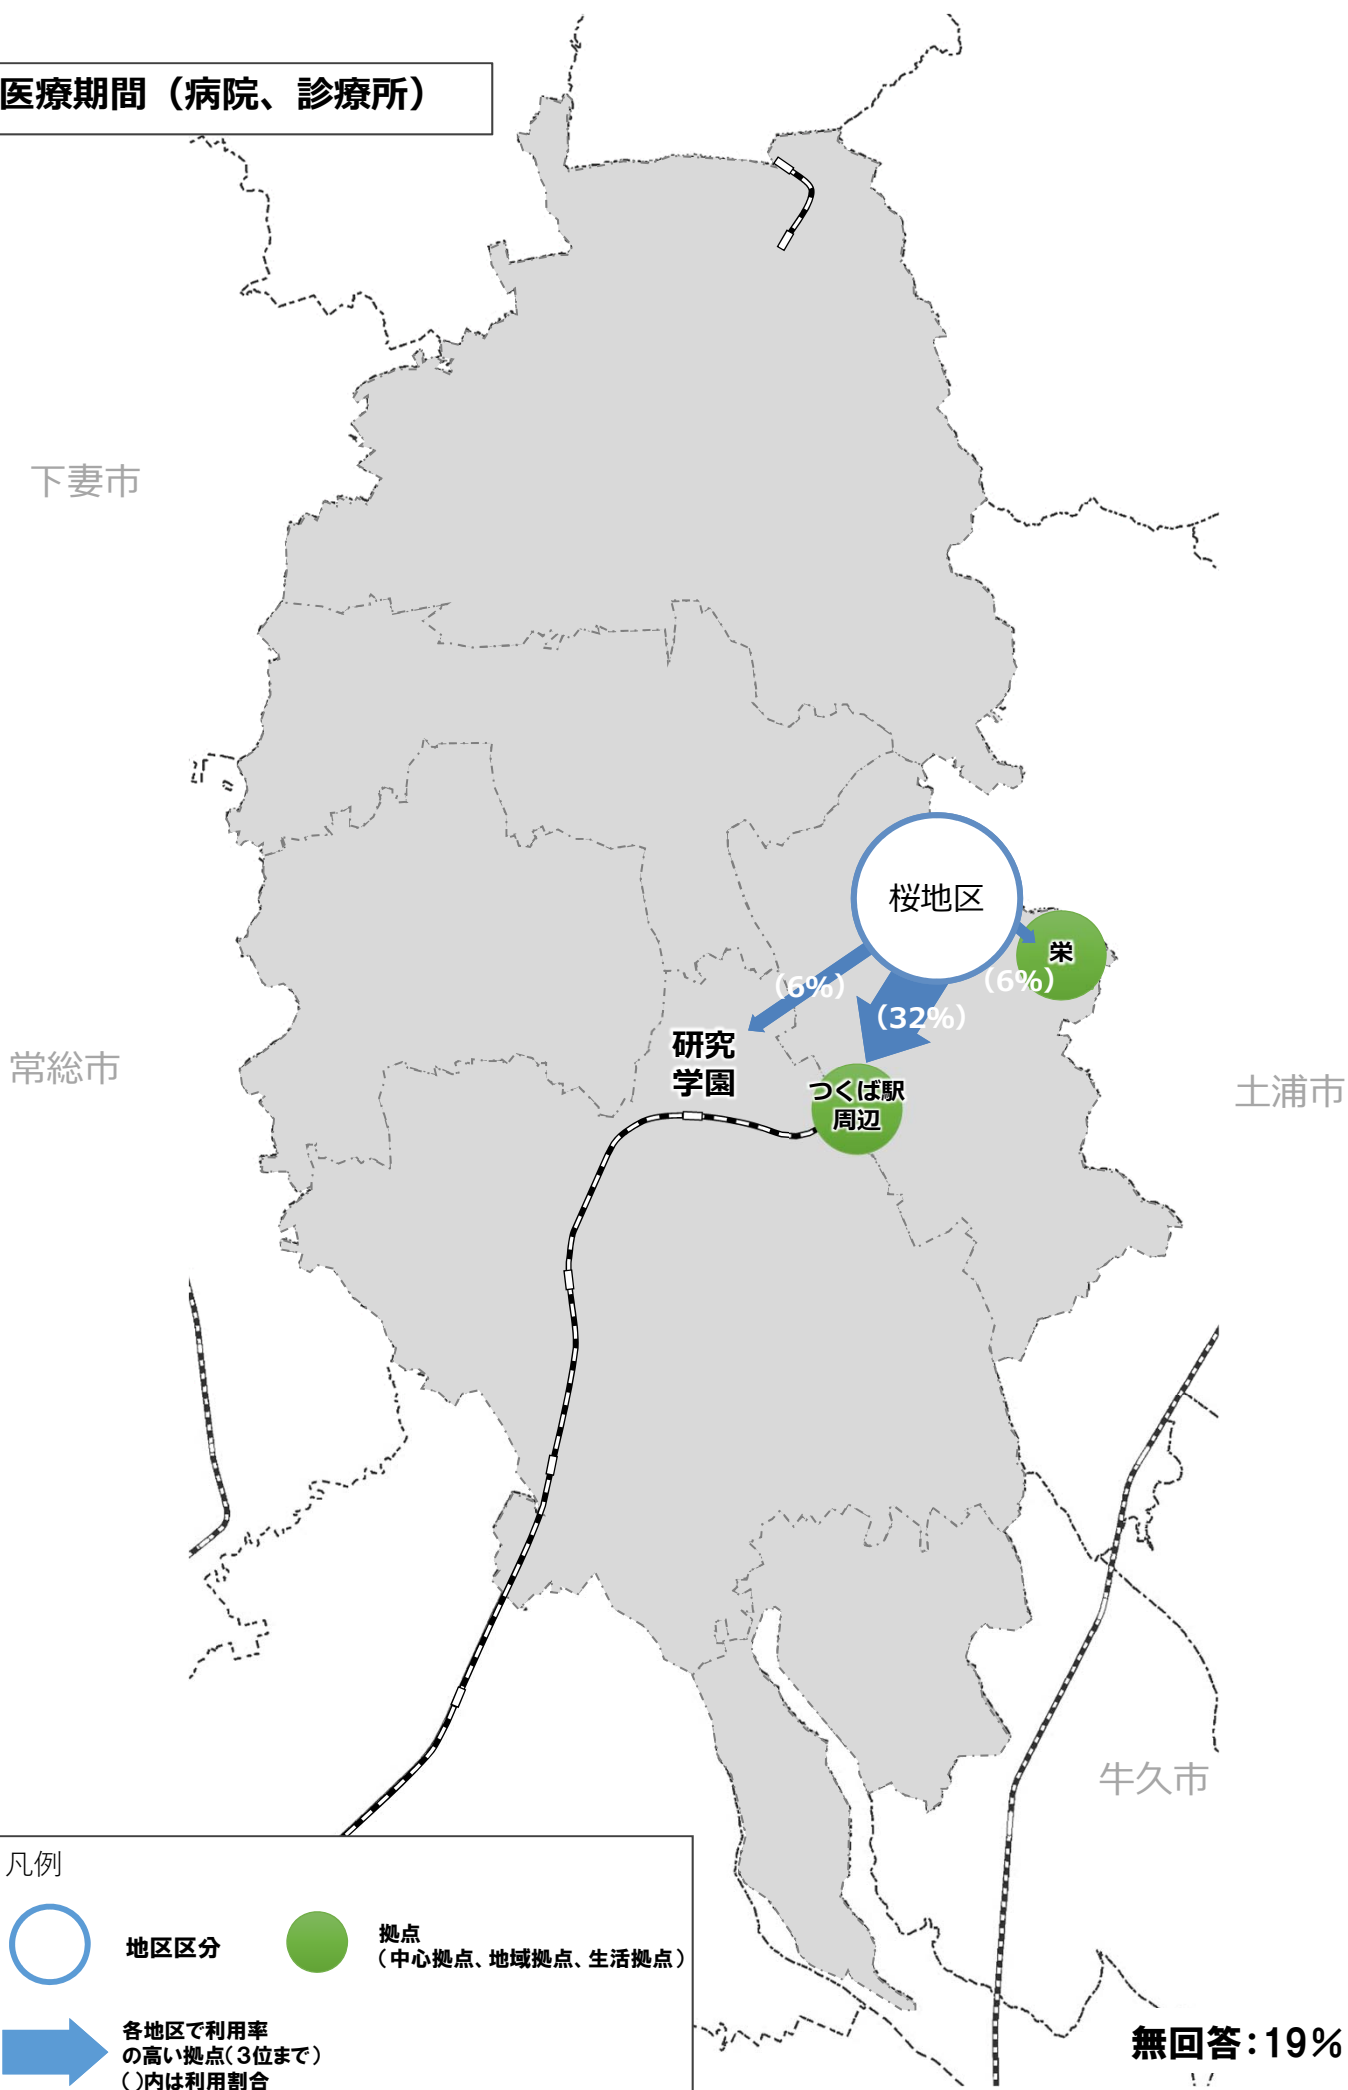 医療期間（病院、診療所）
下妻市
桜地区
栄
（6%）
（6%）
（32%）
研究
学園
常総市
つくば駅
周辺
土浦市
牛久市
凡例
地区区分
拠点
（中心拠点、地域拠点、生活拠点）
各地区で利用率
の高い拠点（3位まで）
（）内は利用割合
無回答：19％